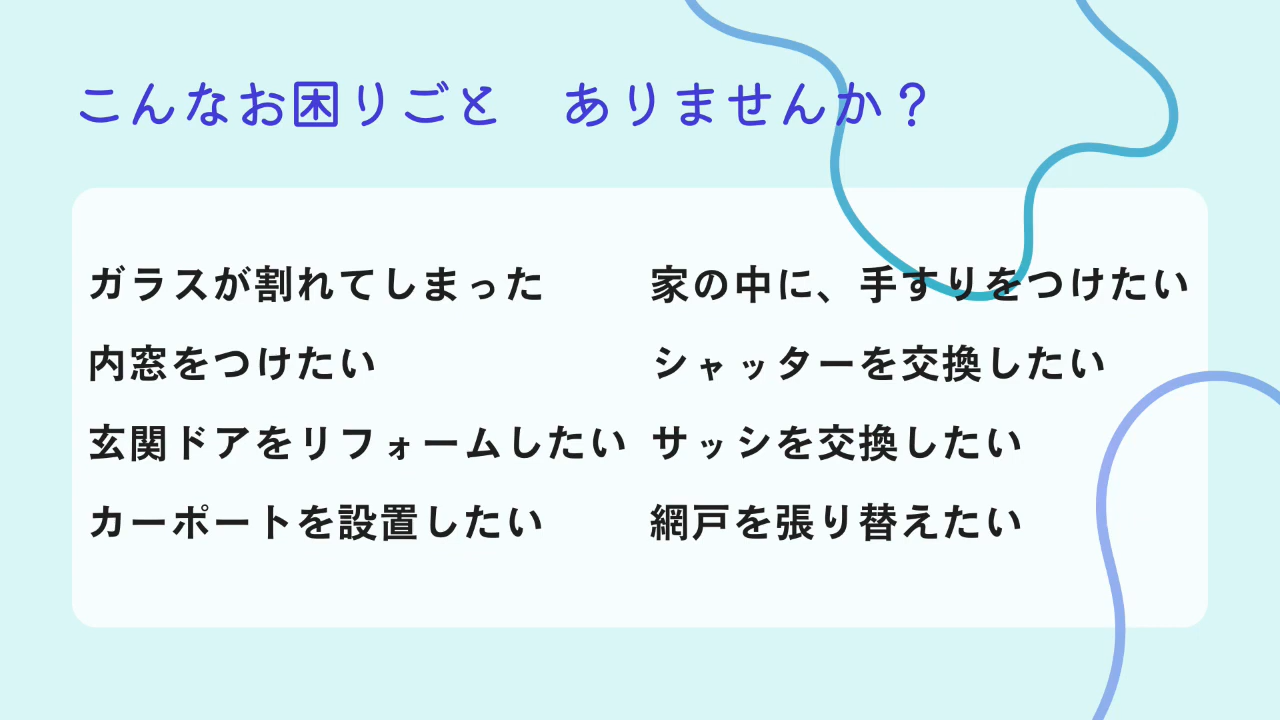 こんなお困りごと　ありませんか？
ガラスが割れてしまった
内窓をつけたい
玄関ドアをリフォームしたい
カーポートを設置したい
家の中に、手すりをつけたい
シャッターを交換したい
サッシを交換したい
網戸を張り替えたい